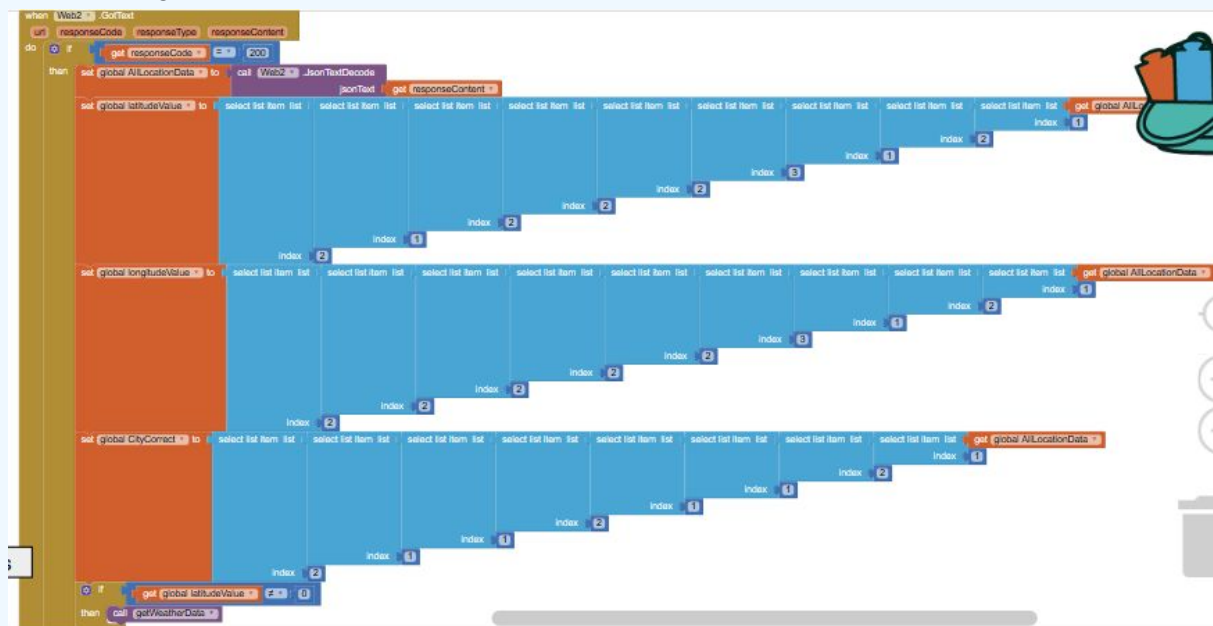 when Web2 .GotText
url responseCode responseType responseContent
do if get responseCode = 200
then set global AllLocationData to call Web2 .JsonTextDecode
jsonText get responseContent
set global latitudeValue to select list item list select list item list select list item list select list item list select list item list select list item list select list item list select list item list select list item list get global AllLo
index 1
index 2
index 1
index 3
index 2
index 2
index 2
index 1
index 2
set global longitudeValue to select list item list select list item list select list item list select list item list select list item list select list item list select list item list select list item list select list item list get global AllLocationData
index 1
index 2
index 1
index 3
index 2
index 2
index 2
index 2
index 2
set global CityCorrect to select list item list select list item list select list item list select list item list select list item list select list item list select list item list select list item list get global AllLocationData
index 1
index 2
index 1
index 1
index 2
index 1
index 1
index 2
s
if get global latitudeValue ≠ 0
then call getWeatherData